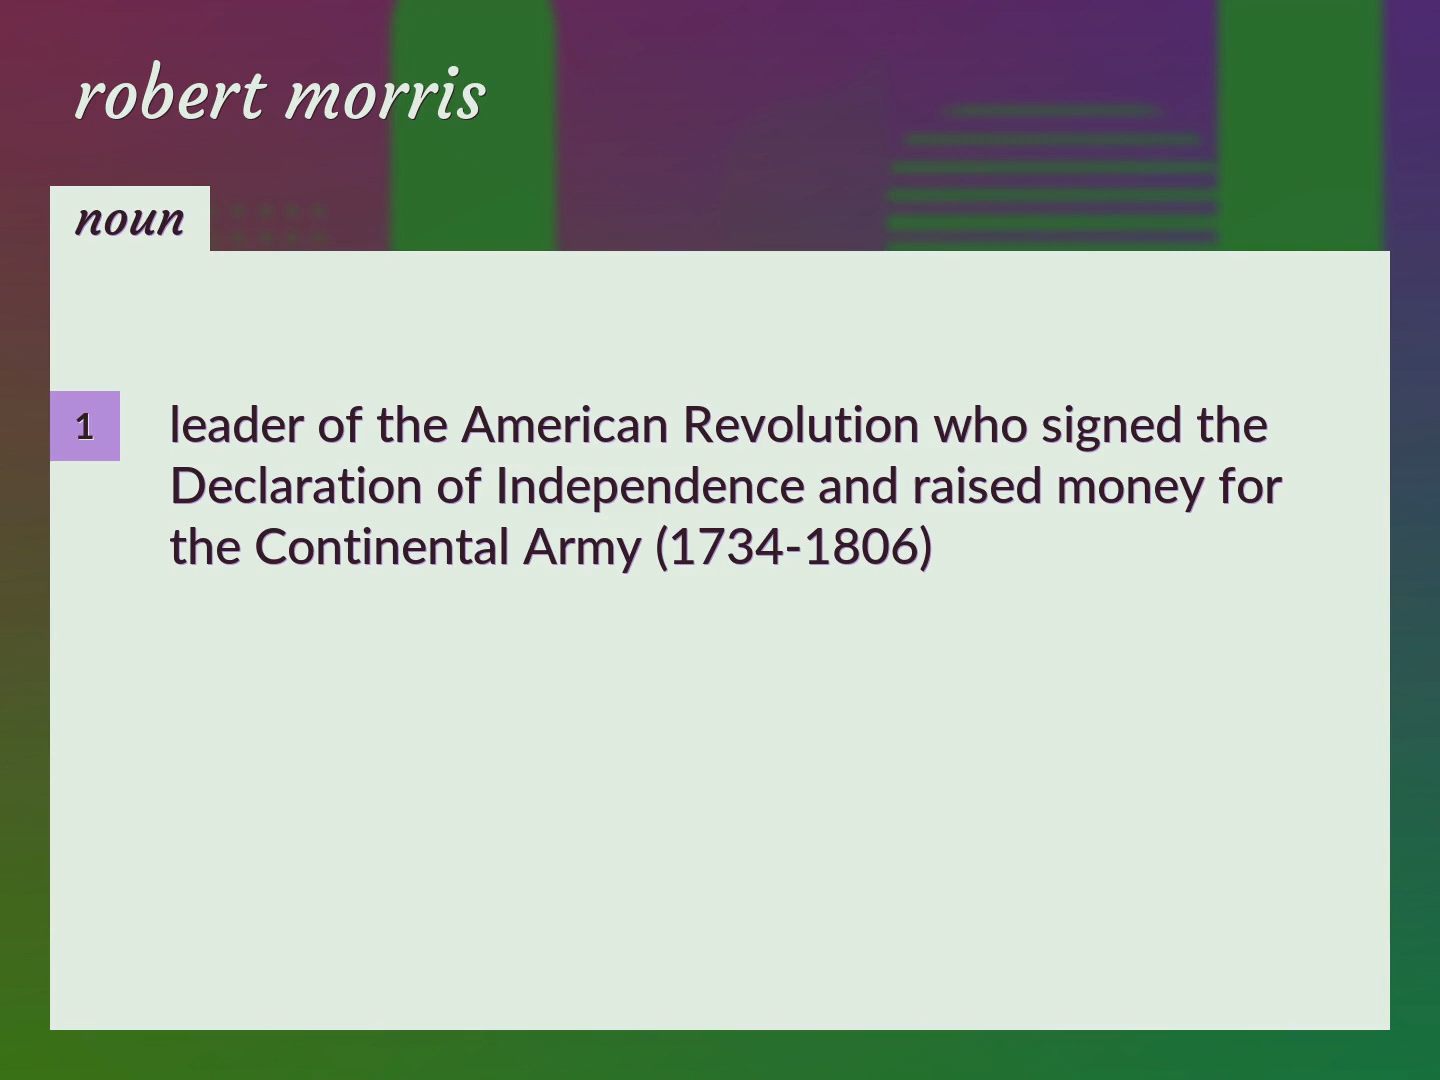 robert morris
noun
1
leader of the American Revolution who signed the
Declaration of Independence and raised money for
the Continental Army (1734-1806)